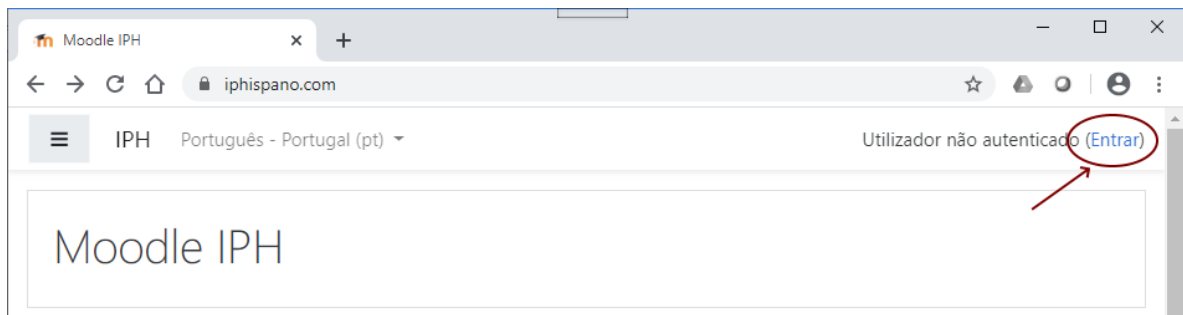 Moodle IPH
iphispano.com
IPH Português - Portugal (pt) Utilizador não autenticado (Entrar)
Moodle IPH